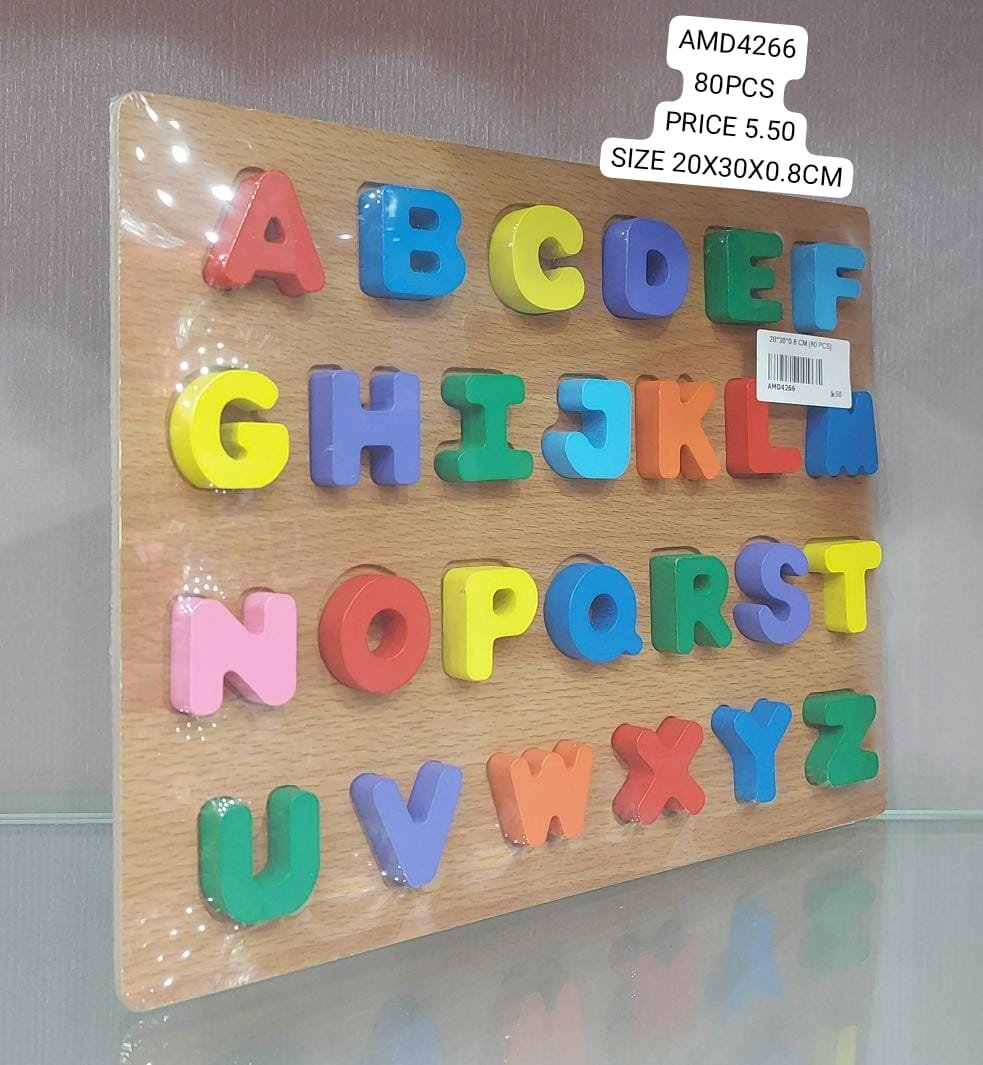 AMD4266
80PCS
PRICE 5.50
SIZE 20X30X0.8CM
A B C D E F
20*30*0.8 CM (80 PCS)
AMD4266
G H I J K L M
N O P Q R S T
U V W X Y Z